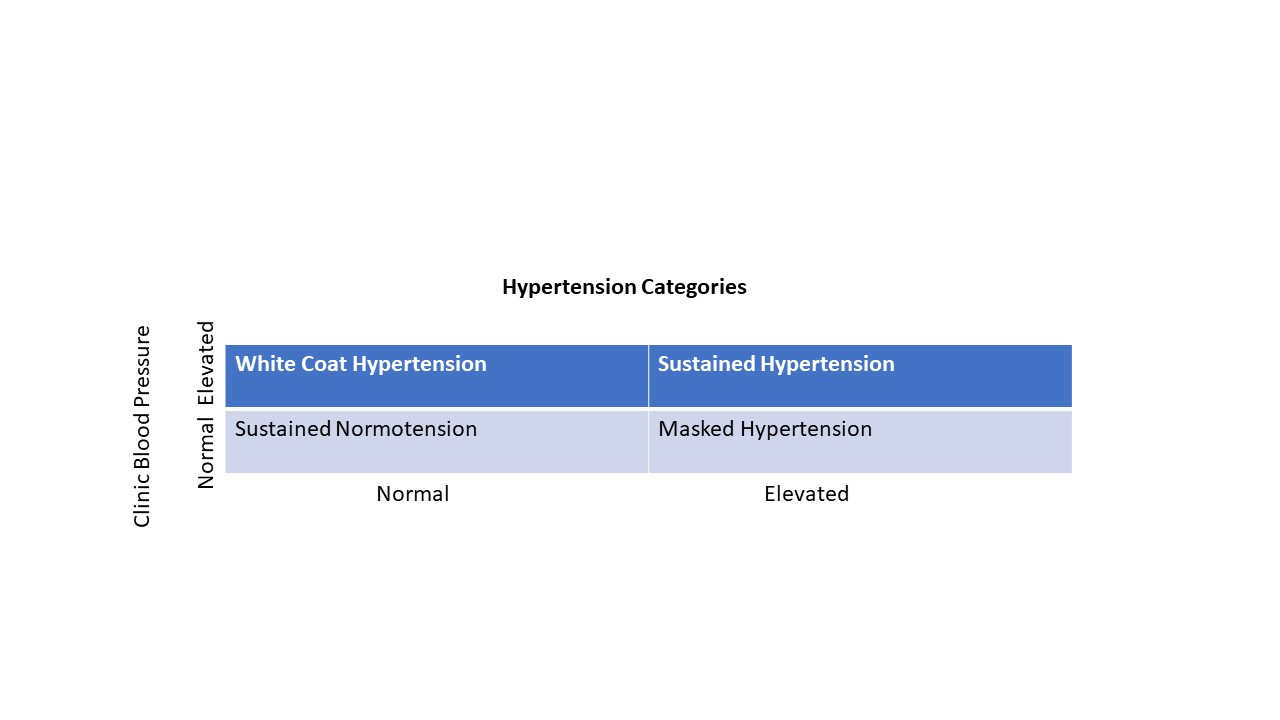 Hypertension Categories
Clinic Blood Pressure
Normal Elevated
White Coat Hypertension Sustained Hypertension
Sustained Normotension Masked Hypertension
Normal Elevated